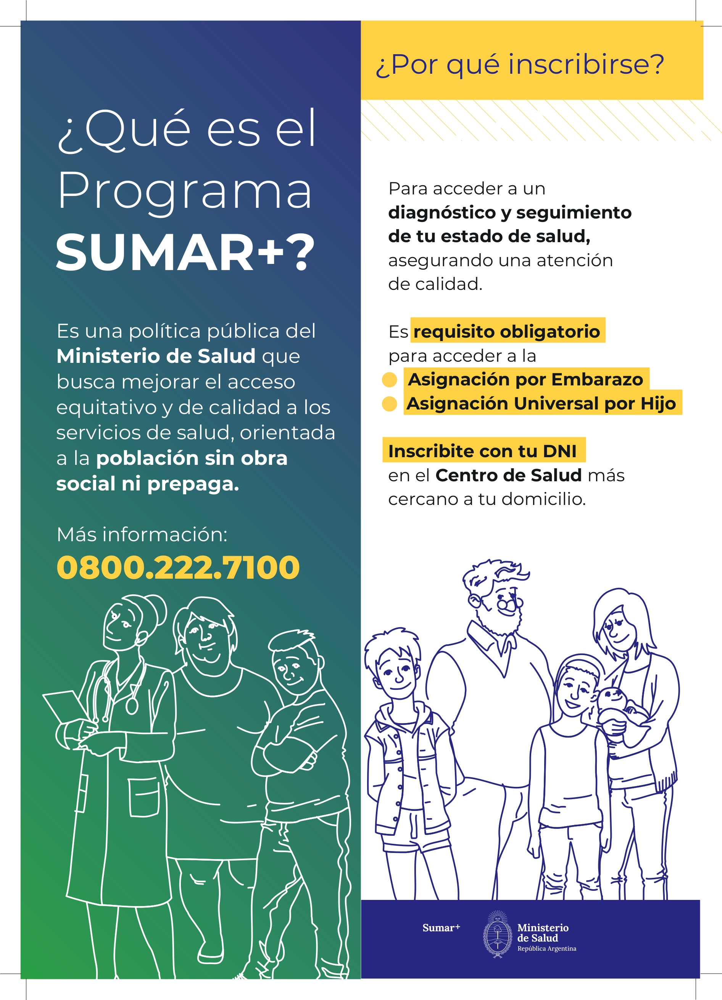 ¿Qué es el
Programa
SUMAR+?
Es una política pública del
Ministerio de Salud que
busca mejorar el acceso
equitativo y de calidad a los
servicios de salud, orientada
a la población sin obra
social ni prepaga.
Más información:
0800.222.7100
¿Por qué inscribirse?
Para acceder a un
diagnóstico y seguimiento
de tu estado de salud,
asegurando una atención
de calidad.
Es requisito obligatorio
para acceder a la
Asignación por Embarazo
Asignación Universal por Hijo
Inscribite con tu DNI
en el Centro de Salud más
cercano a tu domicilio.
Sumar+
Ministerio
de Salud
República Argentina